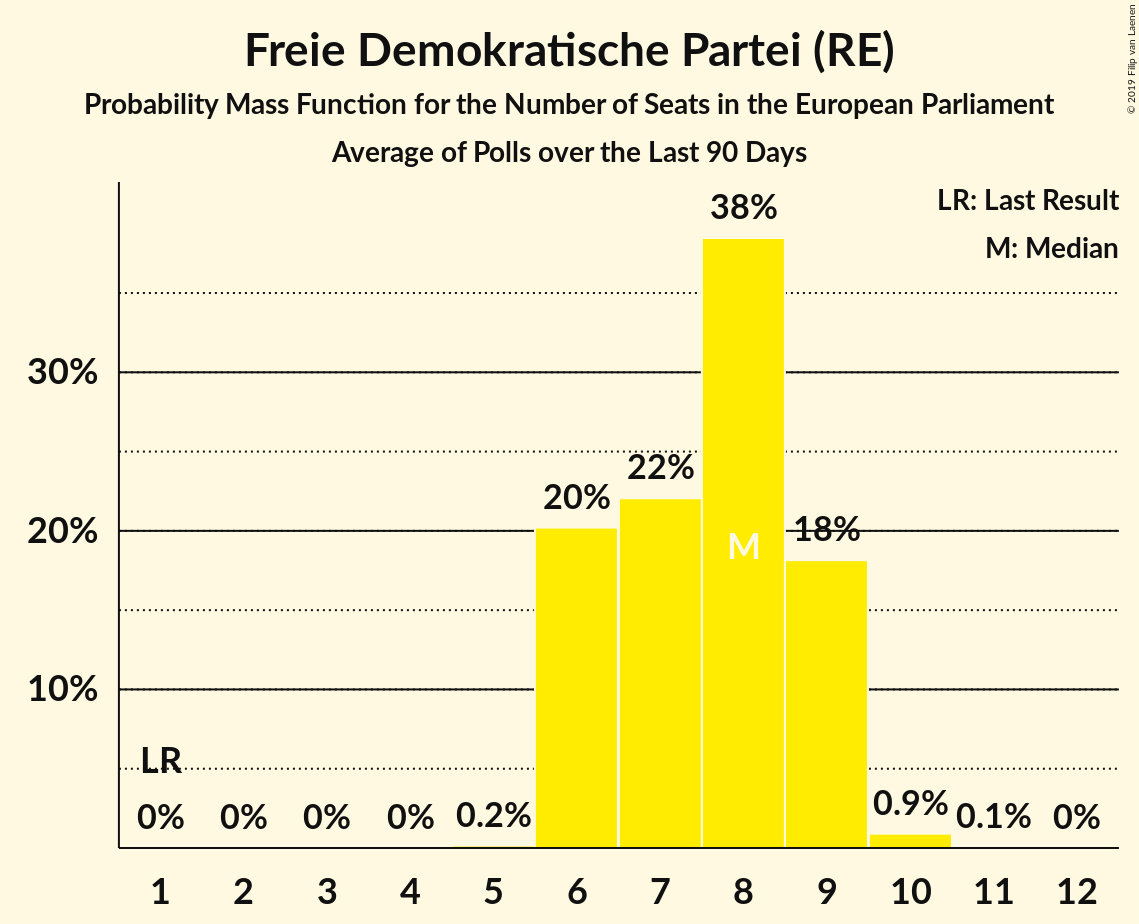 Freie Demokratische Partei (RE)
Probability Mass Function for the Number of Seats in the European Parliament
Average of Polls over the Last 90 Days
© 2019 Filip van Laenen
LR: Last Result
M: Median
38%
30%
22%
20%
20%
18%
M
10%
LR
0% 0% 0% 0% 0.2% 0.9% 0.1% 0%
1 2 3 4 5 6 7 8 9 10 11 12